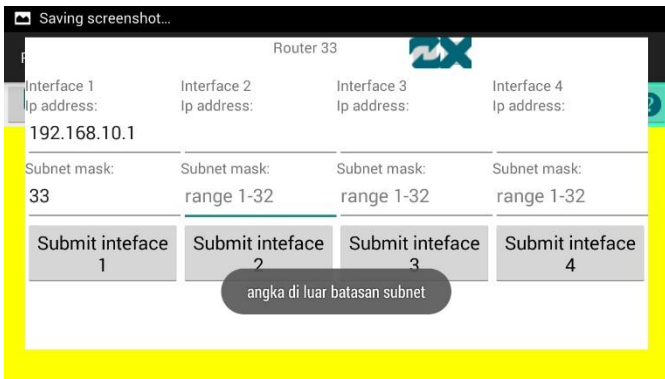 Saving screenshot...
Router 33
Interface 1 Interface 2 Interface 3 Interface 4
Ip address: Ip address: Ip address: Ip address:
192.168.10.1
Subnet mask: Subnet mask: Subnet mask: Subnet mask:
33 range 1-32 range 1-32 range 1-32
Submit inteface Submit inteface Submit inteface Submit inteface
1 2 3 4
angka di luar batasan subnet